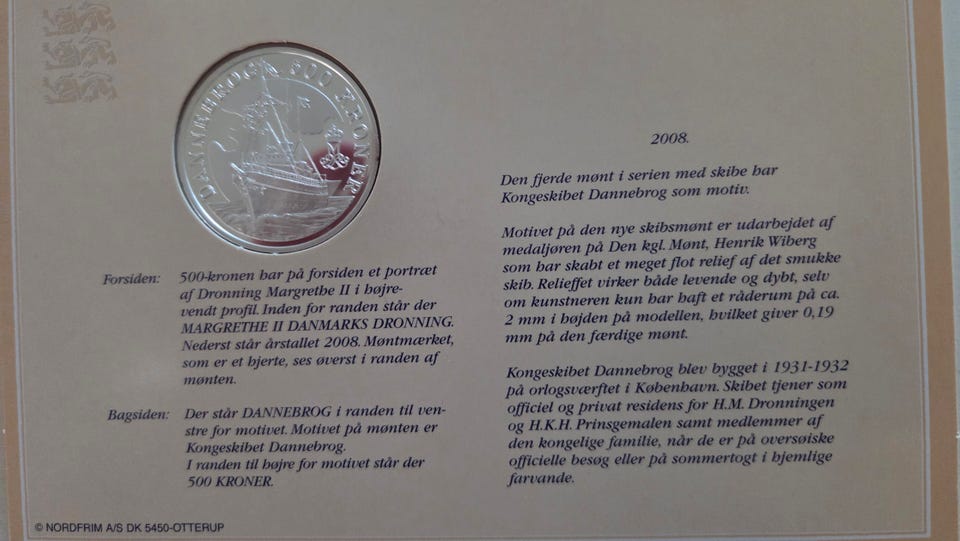 DANNEBROG 500 KRONER
Forsiden: 500-kronen har på forsiden et portræt
af Dronning Margrethe II i højre-
vendt profil. Inden for randen står der
MARGRETHE II DANMARKS DRONNING.
Nederst står årstallet 2008. Møntmærket,
som er et hjerte, ses øverst i randen af
mønten.
Bagsiden: Der står DANNEBROG i randen til ven-
stre for motivet. Motivet på mønten er
Kongeskibet Dannebrog.
I randen til højre for motivet står der
500 KRONER.
© NORDFRIM A/S DK 5450-OTTERUP
2008.
Den fjerde mønt i serien med skibe har
Kongeskibet Dannebrog som motiv.
Motivet på den nye skibsmønt er udarbejdet af
medaljøren på Den kgl. Mønt, Henrik Wiberg
som har skabt et meget flot relief af det smukke
skib. Relieffet virker både levende og dybt, selv
om kunstneren kun har haft et råderum på ca.
2 mm i højden på modellen, hvilket giver 0,19
mm på den færdige mønt.
Kongeskibet Dannebrog blev bygget i 1931-1932
på orlogsværftet i København. Skibet tjener som
officiel og privat residens for H.M. Dronningen
og H.K.H. Prinsgemalen samt medlemmer af
den kongelige familie, når de er på oversøiske
officielle besøg eller på sommertogt i hjemlige
farvande.